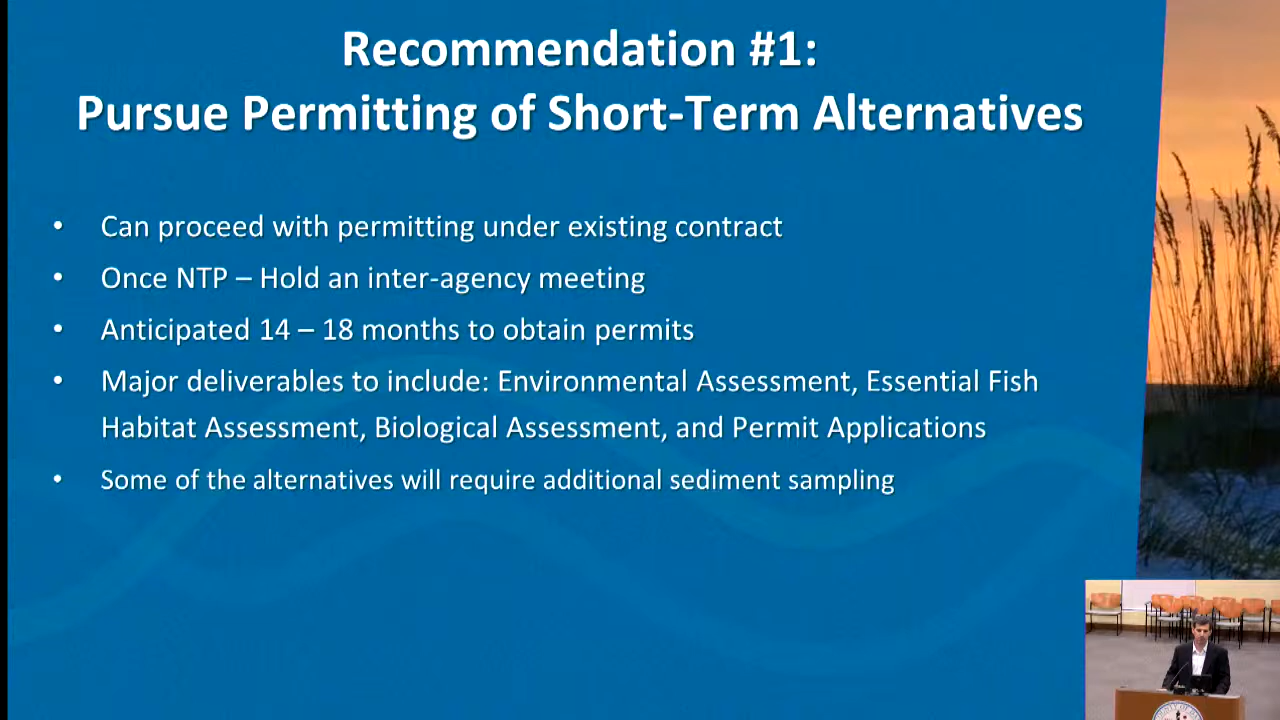 Recommendation #1:
Pursue Permitting of Short-Term Alternatives
• Can proceed with permitting under existing contract
• Once NTP – Hold an inter-agency meeting
• Anticipated 14 – 18 months to obtain permits
• Major deliverables to include: Environmental Assessment, Essential Fish
Habitat Assessment, Biological Assessment, and Permit Applications
• Some of the alternatives will require additional sediment sampling